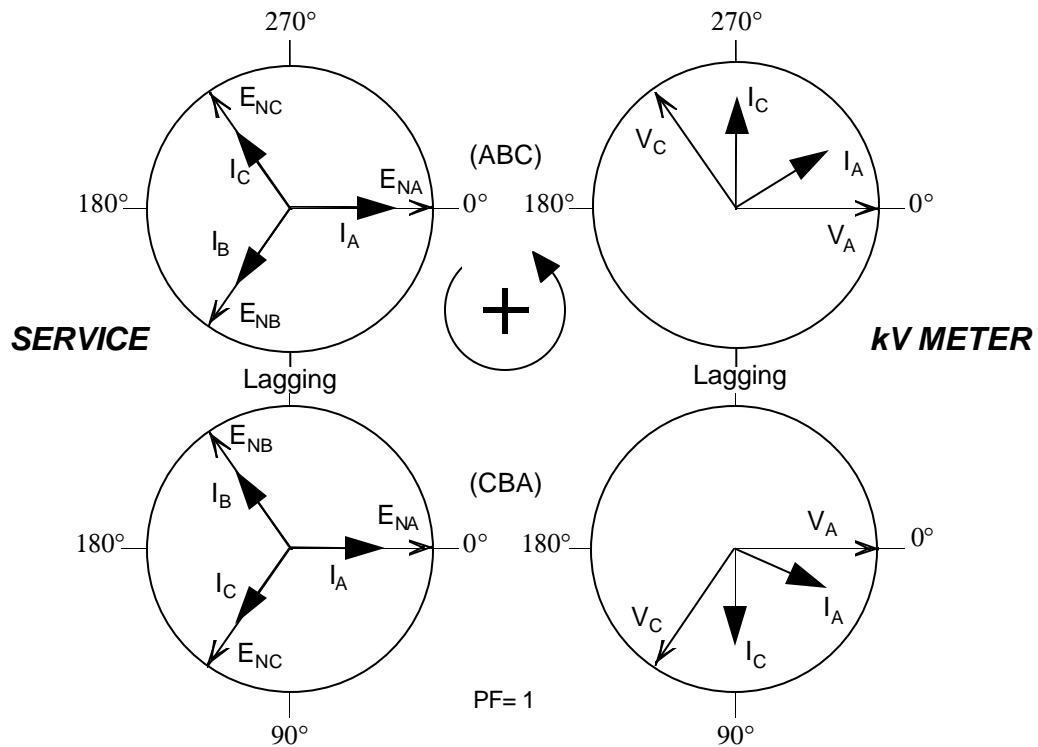 270°
270°
E_NC
I_C
I_C
V_C
(ABC)
E_NA
I_A
180°
0°
180°
0°
I_B
I_A
V_A
E_NB
SERVICE
kV METER
Lagging
Lagging
E_NB
I_B
(CBA)
E_NA
V_A
180°
0°
180°
0°
I_C
I_A
I_A
V_C
E_NC
I_C
PF= 1
90°
90°